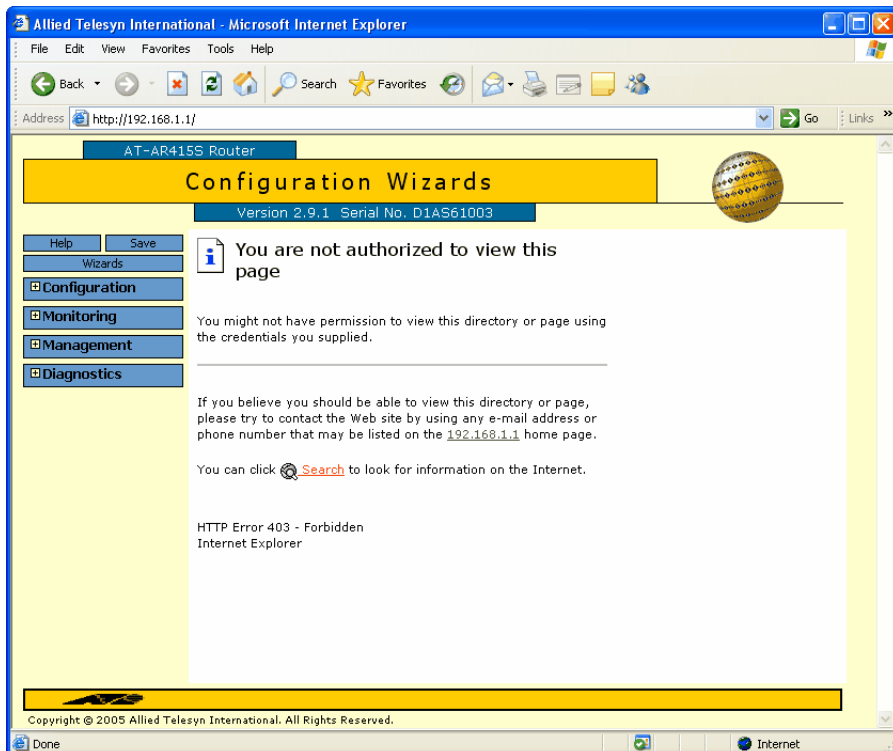 Allied Telesyn International - Microsoft Internet Explorer
File Edit View Favorites Tools Help
Back Search Favorites
Address http://192.168.1.1/ Go Links »
AT-AR415S Router
Configuration Wizards
Version 2.9.1 Serial No. D1AS61003
Help Save
Wizards
Configuration
Monitoring
Management
Diagnostics
You are not authorized to view this
page
You might not have permission to view this directory or page using
the credentials you supplied.
If you believe you should be able to view this directory or page,
please try to contact the Web site by using any e-mail address or
phone number that may be listed on the 192.168.1.1 home page.
You can click Search to look for information on the Internet.
HTTP Error 403 - Forbidden
Internet Explorer
Copyright © 2005 Allied Telesyn International. All Rights Reserved.
Done Internet